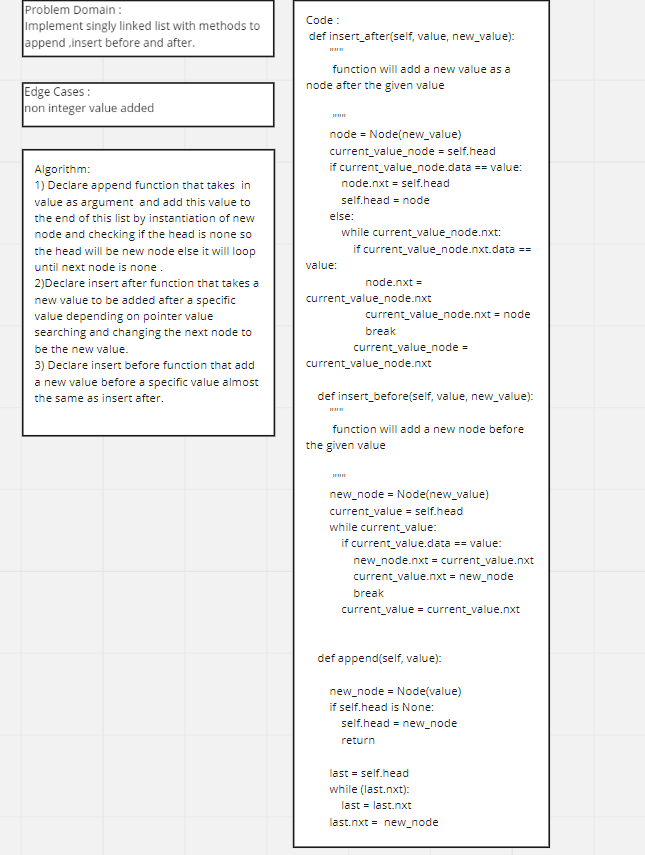 Problem Domain :
Implement singly linked list with methods to
append ,insert before and after.
Edge Cases :
non integer value added
Algorithm:
1) Declare append function that takes  in
value as argument  and add this value to
the end of this list by instantiation of new
node and checking if the head is none so
the head will be new node else it will loop
until next node is none .
2)Declare insert after function that takes a
new value to be added after a specific
value depending on pointer value
searching and changing the next node to
be the new value.
3) Declare insert before function that add
a new value before a specific value almost
the same as insert after.
Code :
def insert_after(self, value, new_value):
"""
function will add a new value as a
node after the given value
"""
node = Node(new_value)
current_value_node = self.head
if current_value_node.data == value:
node.nxt = self.head
self.head = node
else:
while current_value_node.nxt:
if current_value_node.nxt.data ==
value:
node.nxt =
current_value_node.nxt
current_value_node.nxt = node
break
current_value_node =
current_value_node.nxt
def insert_before(self, value, new_value):
"""
function will add a new node before
the given value
"""
new_node = Node(new_value)
current_value = self.head
while current_value:
if current_value.data == value:
new_node.nxt = current_value.nxt
current_value.nxt = new_node
break
current_value = current_value.nxt
def append(self, value):
new_node = Node(value)
if self.head is None:
self.head = new_node
return
last = self.head
while (last.nxt):
last = last.nxt
last.nxt =  new_node